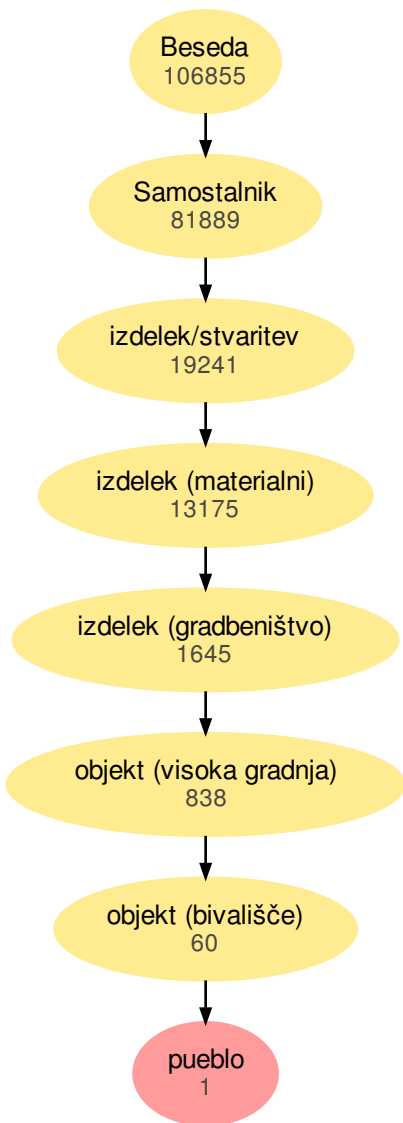 Beseda
106855
Samostalnik
81889
izdelek/stvaritev
19241
izdelek (materialni)
13175
izdelek (gradbeništvo)
1645
objekt (visoka gradnja)
838
objekt (bivališče)
60
pueblo
1